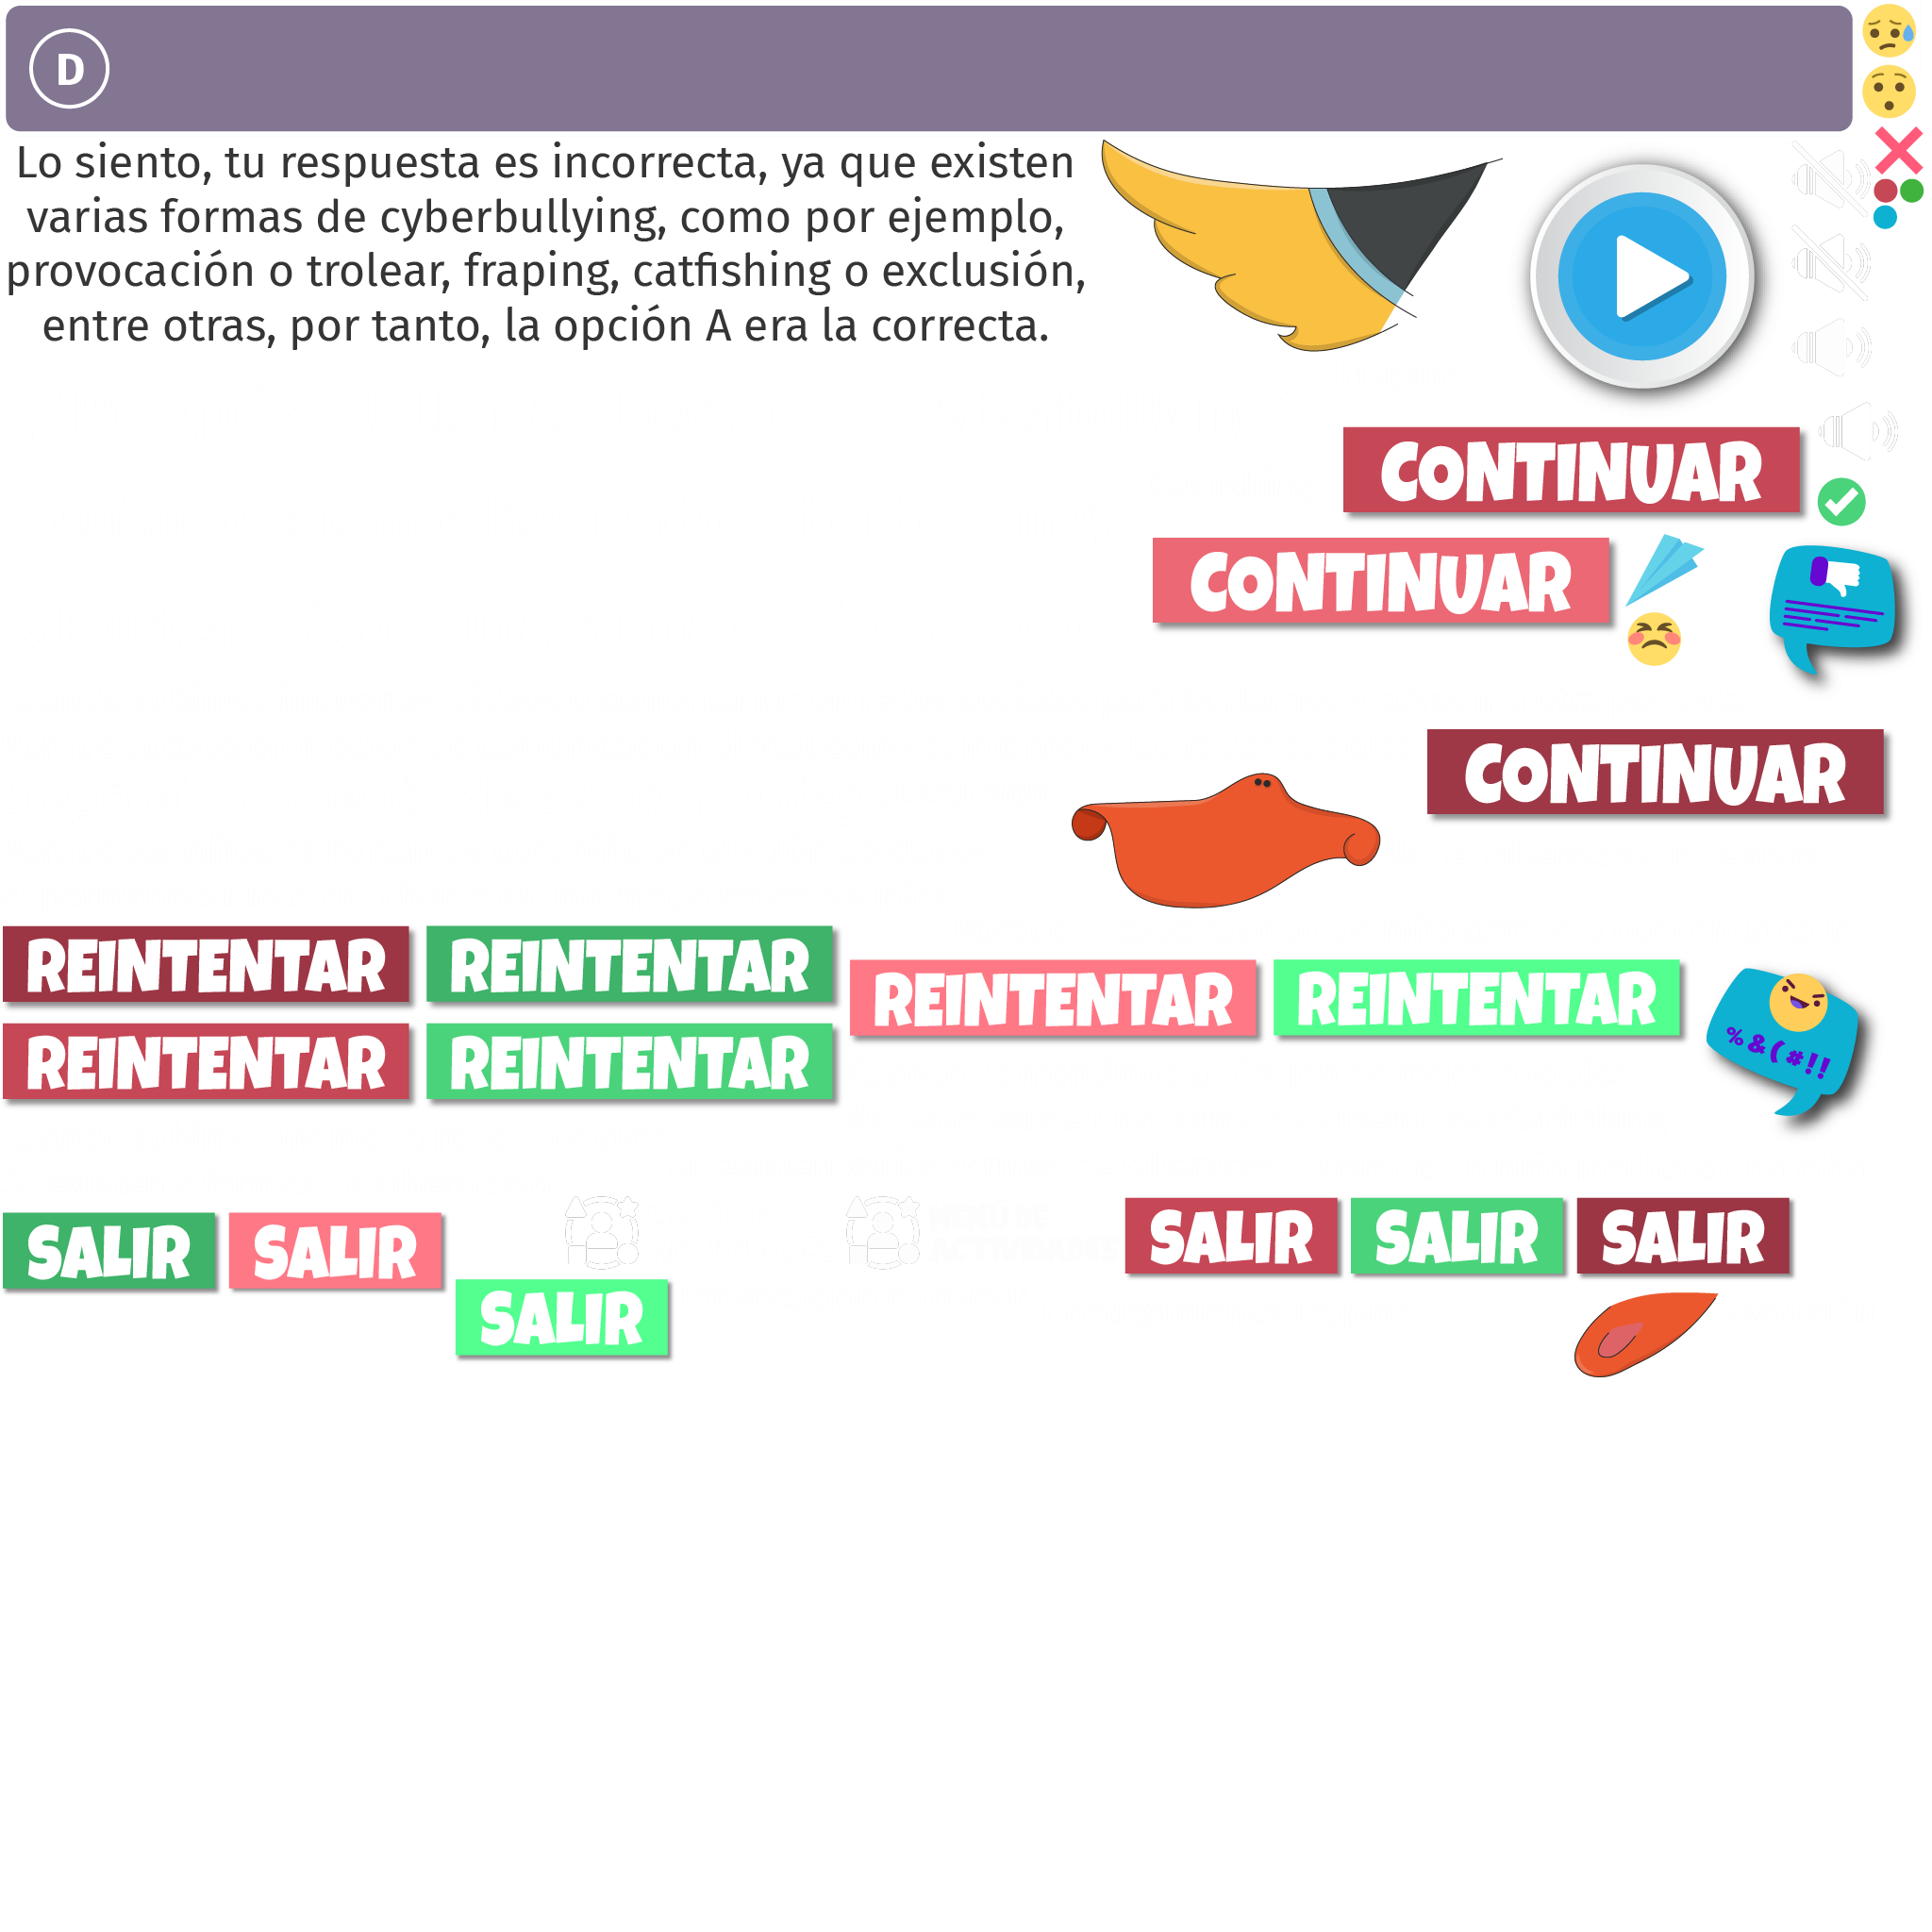 D
Lo siento, tu respuesta es incorrecta, ya que existen
varias formas de cyberbullying, como por ejemplo,
provocación o trolear, fraping, catfishing o exclusión,
entre otras, por tanto, la opción A era la correcta.
CONTINUAR
CONTINUAR
CONTINUAR
REINTENTAR
REINTENTAR
REINTENTAR
REINTENTAR
%&(#!!
REINTENTAR
REINTENTAR
SALIR
SALIR
SALIR
SALIR
SALIR
SALIR